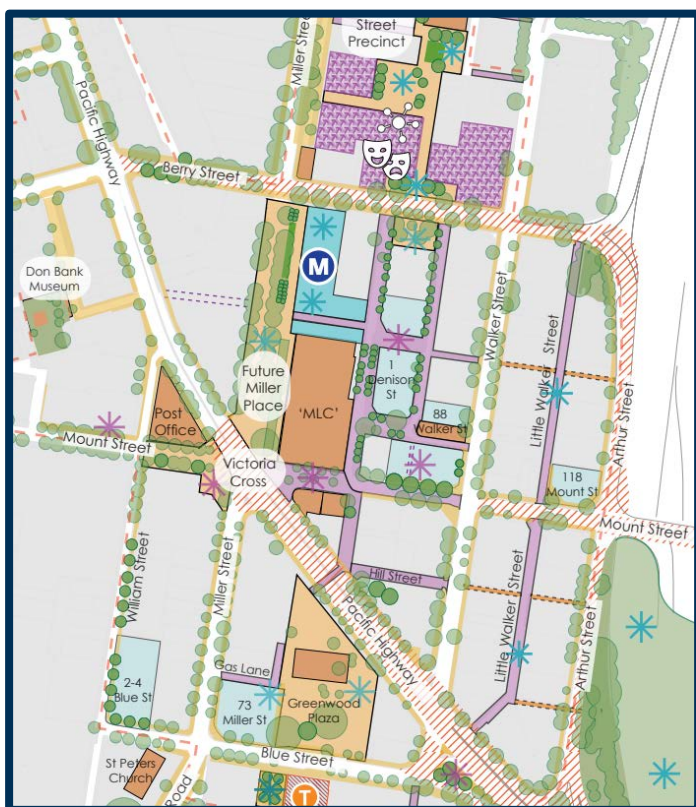 Street
Precinct
Miller Street
Pacific Highway
Berry Street
M
Don Bank
Museum
Walker Street
Little Walker Street
Arthur Street
Future
Miller
Place
1
Denison
St
Post
Office
'MLC'
88
Walker St
Mount Street
Victoria
Cross
118
Mount St
Mount Street
William Street
Miller Street
Hill Street
Pacific Highway
Little Walker Street
Arthur Street
Gas Lane
2-4
Blue St
73
Miller St
Greenwood
Plaza
Blue Street
St Peters
Church
Road
T